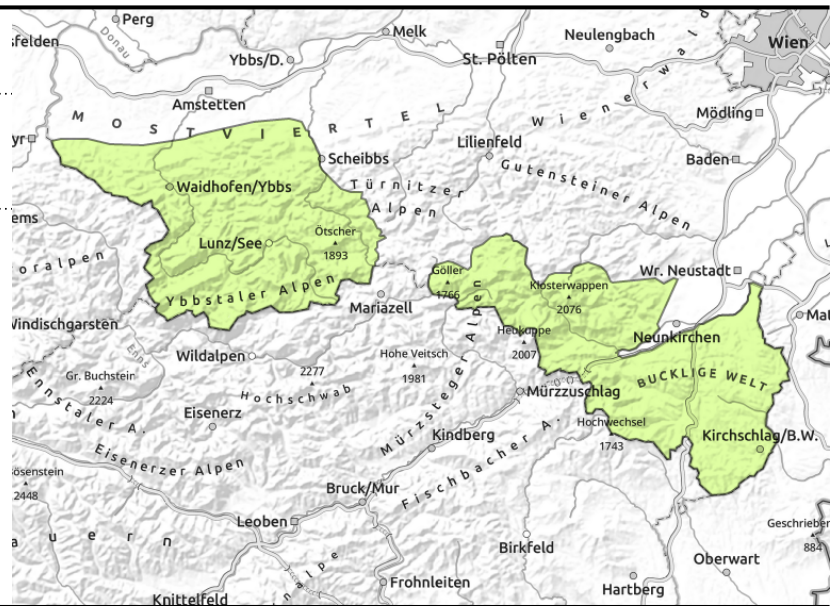 Perg
Melk
Neulengbach
Wien
sfelden
Donau
Ybbs/D.
St. Pölten
Wienerwald
Amstetten
Mödling
MOSTVIERTEL
yr
Lilienfeld
Scheibbs
Baden
Türnitzer
Alpen
Gutensteiner Alpen
Waidhofen/Ybbs
ems
Ötscher
1893
Lunz/See
oralpen
Göller
1766
Wr. Neustadt
Klosterwappen
2076
Ybbstaler Alpen
Mariazell
Windischgarsten
Mat
Heukuppe
2007
Neunkirchen
Enns
Wildalpen
Hohe Veitsch
1981
Mürzsteger Alpen
BUCKLIGE WELT
Gr. Buchstein
2224
2277
Hochschwab
Mürzzuschlag
Ennstaler A.
Eisenerz
Hochwechsel
1743
Kindberg
Kirchschlag/B.W.
Eisenerzer Alpen
Fischbacher A.
ösenstein
2448
Bruck/Mur
Leoben
Geschrieben
884
auern
Birkfeld
Oberwart
nalpe
Frohnleiten
Hartberg
Knittelfeld